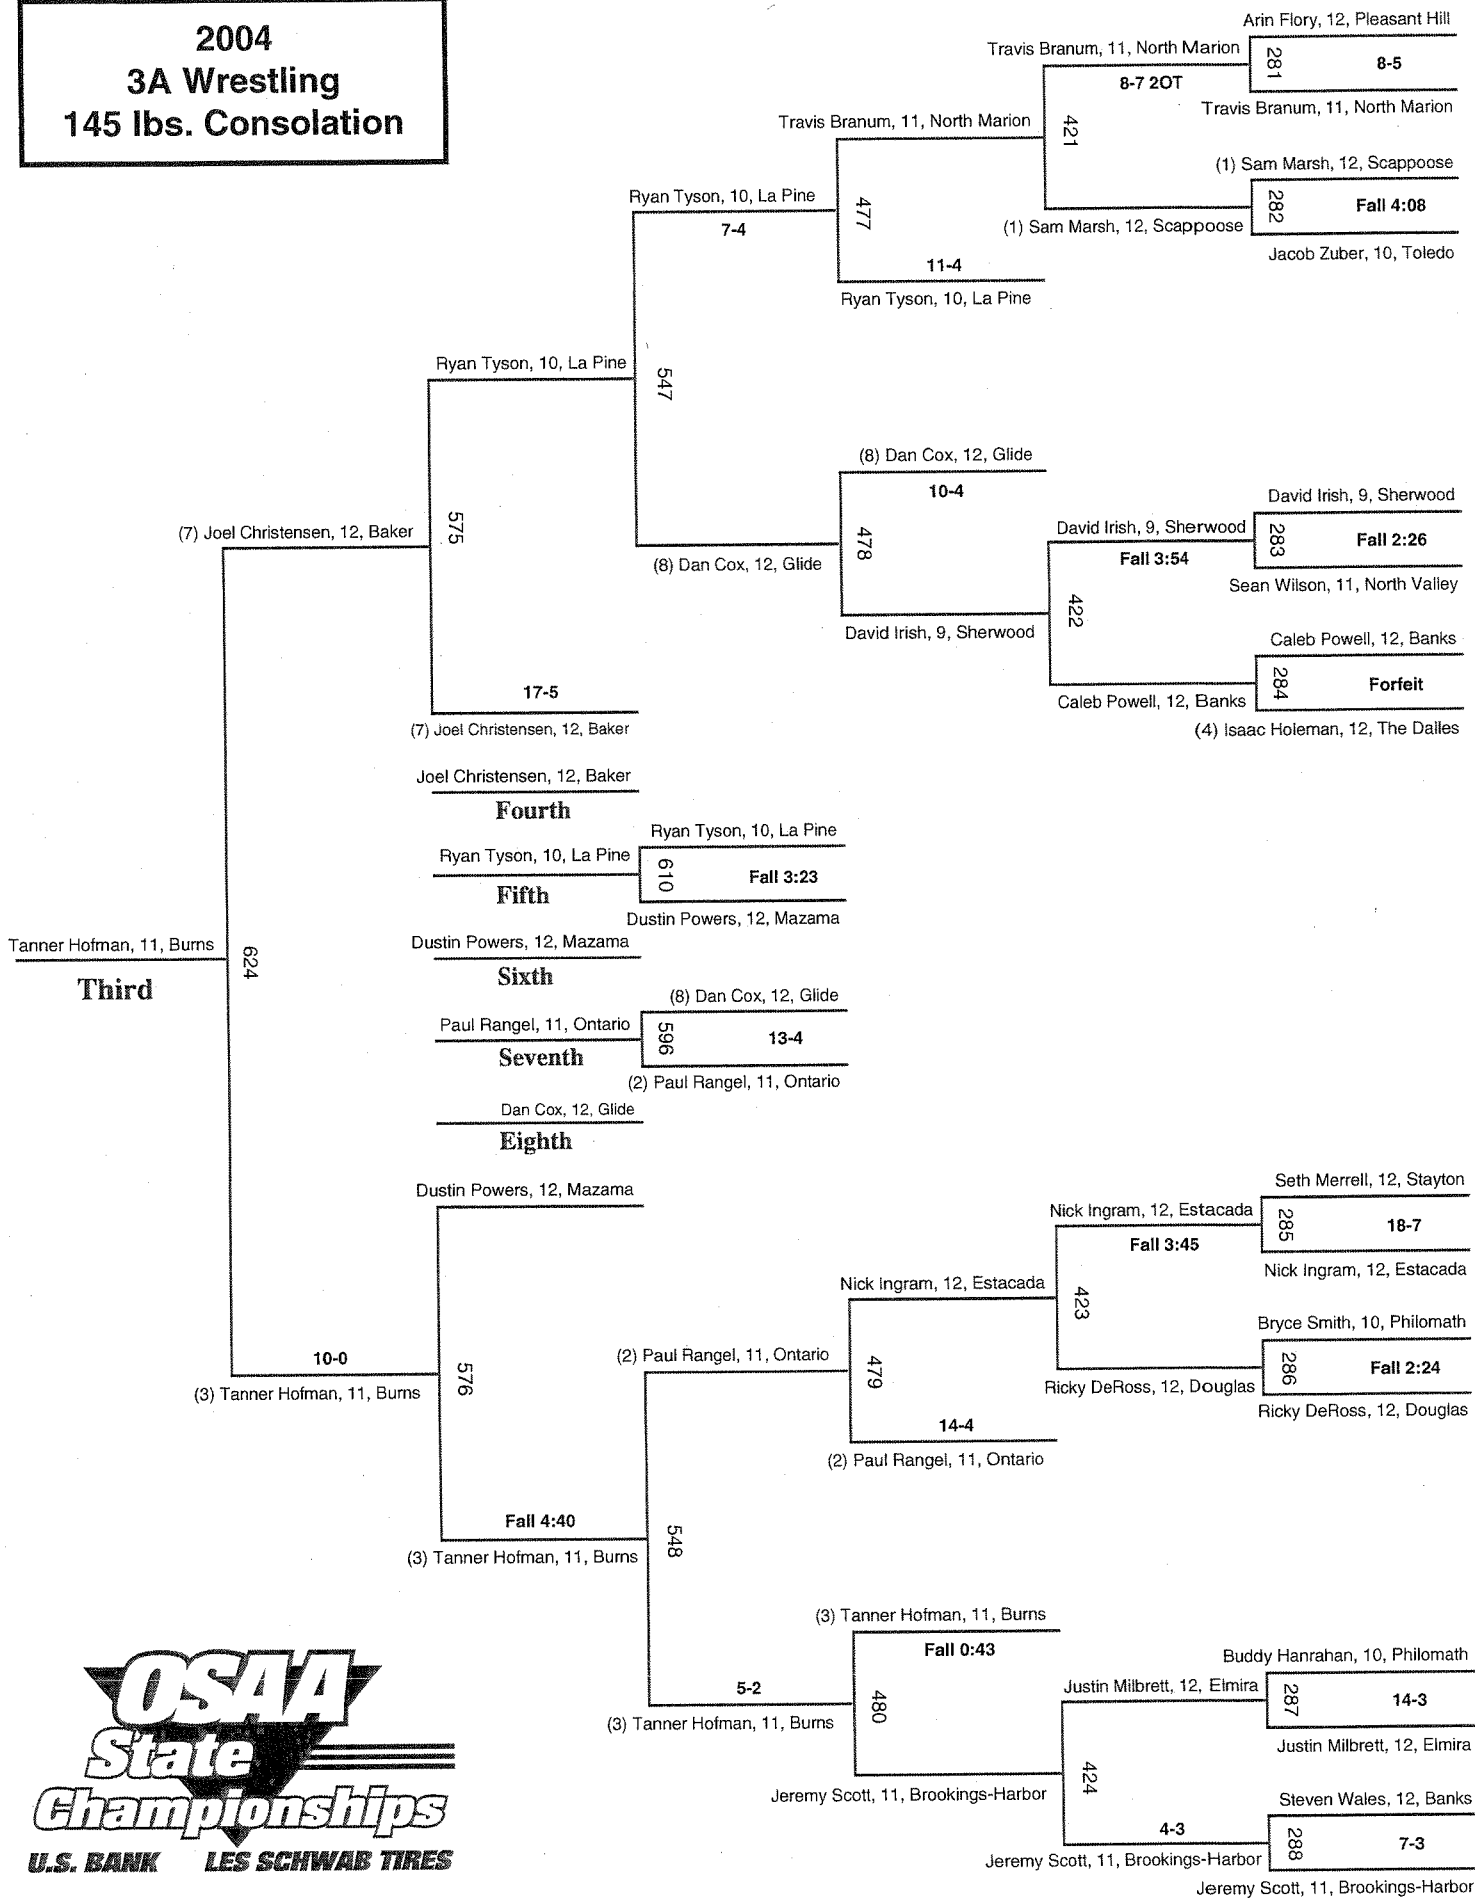 2004
3A Wrestling
145 lbs. Consolation
Arin Flory, 12, Pleasant Hill
Travis Branum, 11, North Marion
281
8-5
8-7 2OT
Travis Branum, 11, North Marion
Travis Branum, 11, North Marion
421
(1) Sam Marsh, 12, Scappoose
Ryan Tyson, 10, La Pine
282
Fall 4:08
7-4
477
(1) Sam Marsh, 12, Scappoose
Jacob Zuber, 10, Toledo
11-4
Ryan Tyson, 10, La Pine
Ryan Tyson, 10, La Pine
547
(8) Dan Cox, 12, Glide
10-4
David Irish, 9, Sherwood
(7) Joel Christensen, 12, Baker
575
478
David Irish, 9, Sherwood
283
Fall 2:26
(8) Dan Cox, 12, Glide
Fall 3:54
Sean Wilson, 11, North Valley
422
David Irish, 9, Sherwood
Caleb Powell, 12, Banks
284
Forfeit
17-5
Caleb Powell, 12, Banks
(7) Joel Christensen, 12, Baker
(4) Isaac Holeman, 12, The Dalles
Joel Christensen, 12, Baker
Fourth
Ryan Tyson, 10, La Pine
Ryan Tyson, 10, La Pine
610
Fall 3:23
Fifth
Dustin Powers, 12, Mazama
Tanner Hofman, 11, Burns
624
Dustin Powers, 12, Mazama
Third
Sixth
(8) Dan Cox, 12, Glide
Paul Rangel, 11, Ontario
596
13-4
Seventh
(2) Paul Rangel, 11, Ontario
Dan Cox, 12, Glide
Eighth
Dustin Powers, 12, Mazama
Seth Merrell, 12, Stayton
Nick Ingram, 12, Estacada
285
18-7
Fall 3:45
Nick Ingram, 12, Estacada
Nick Ingram, 12, Estacada
423
Bryce Smith, 10, Philomath
10-0
576
(2) Paul Rangel, 11, Ontario
479
286
Fall 2:24
(3) Tanner Hofman, 11, Burns
Ricky DeRoss, 12, Douglas
Ricky DeRoss, 12, Douglas
14-4
(2) Paul Rangel, 11, Ontario
Fall 4:40
548
(3) Tanner Hofman, 11, Burns
(3) Tanner Hofman, 11, Burns
Fall 0:43
Buddy Hanrahan, 10, Philomath
5-2
480
Justin Milbrett, 12, Elmira
287
14-3
(3) Tanner Hofman, 11, Burns
Justin Milbrett, 12, Elmira
424
Jeremy Scott, 11, Brookings-Harbor
Steven Wales, 12, Banks
4-3
288
7-3
Jeremy Scott, 11, Brookings-Harbor
Jeremy Scott, 11, Brookings-Harbor
OSAA
State
Championships
U.S. BANK LES SCHWAB TIRES